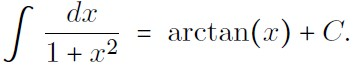 ∫ dx / (1 + x²) = arctan(x) + C.